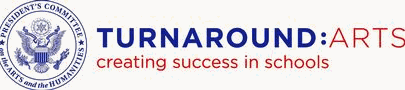 PRESIDENT'S COMMITTEE
on the ARTS and the HUMANITIES
TURNAROUND:ARTS
creating success in schools